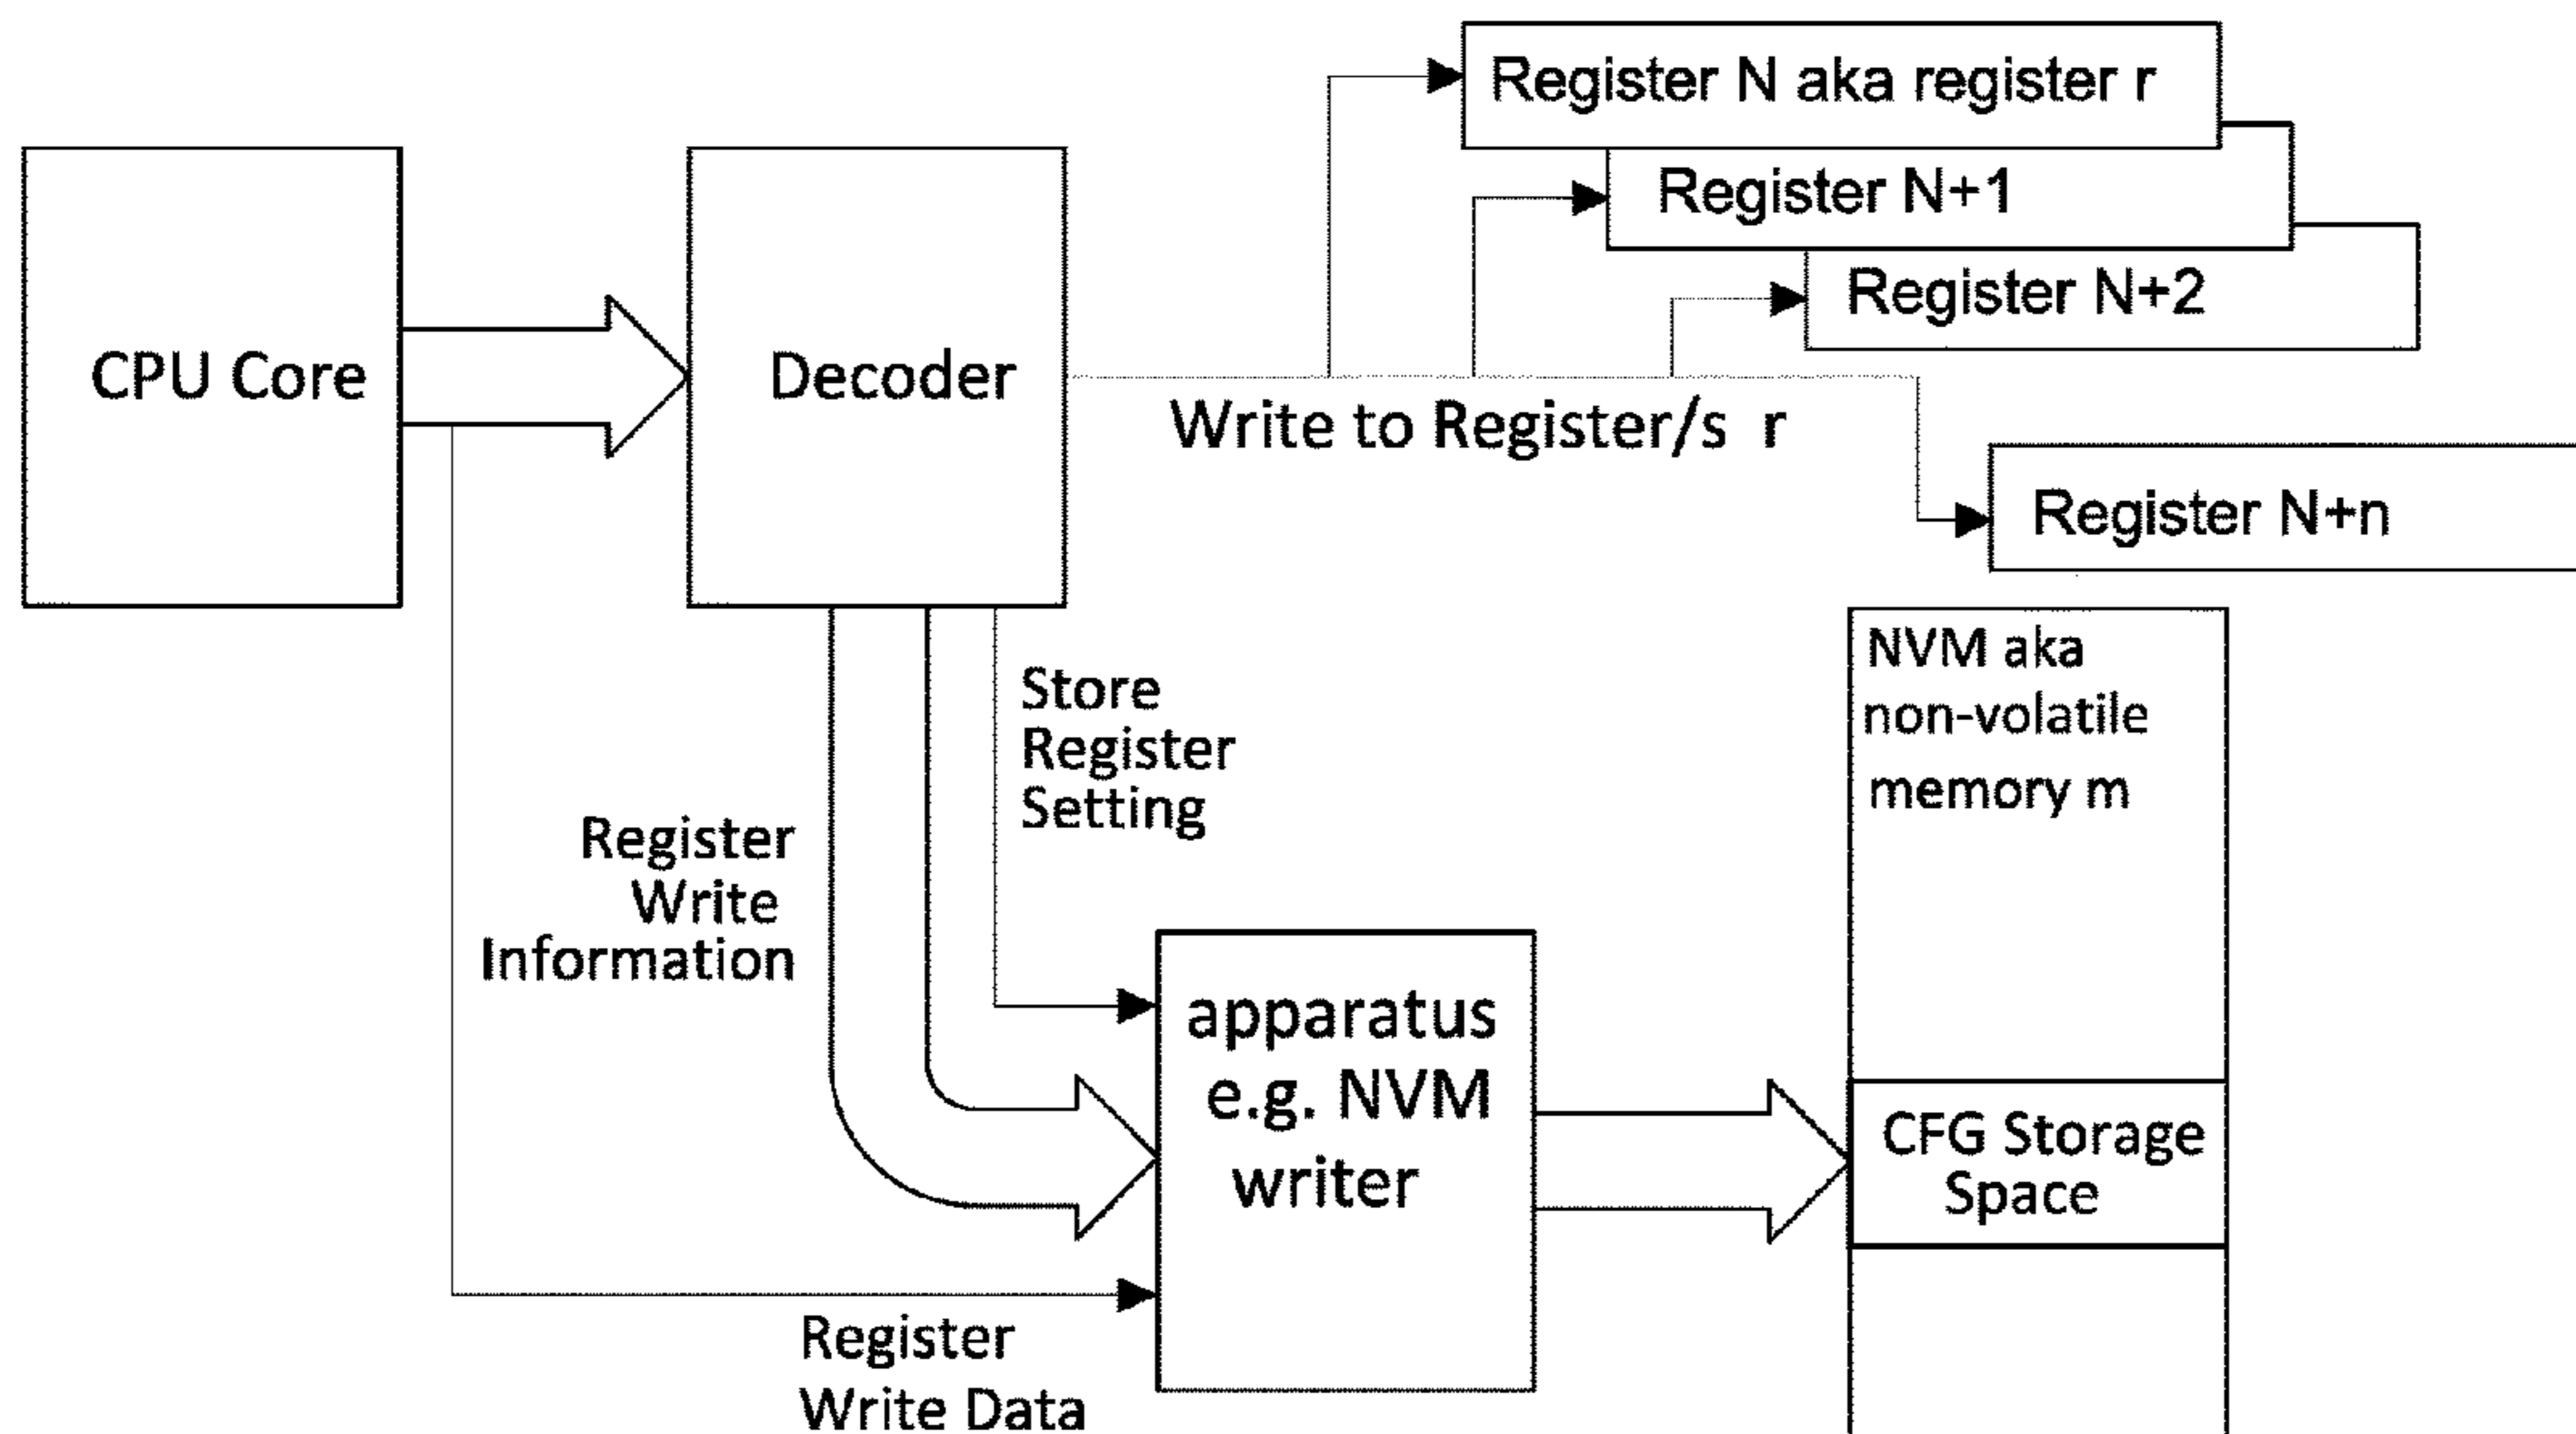 Register N aka register r
Register N+1
Register N+2
CPU Core
Decoder
Write to Register/s r
Register N+n
Store
Register
Setting
Register
Write
Information
NVM aka
non-volatile
memory m
apparatus
e.g. NVM
writer
CFG Storage
Space
Register
Write Data